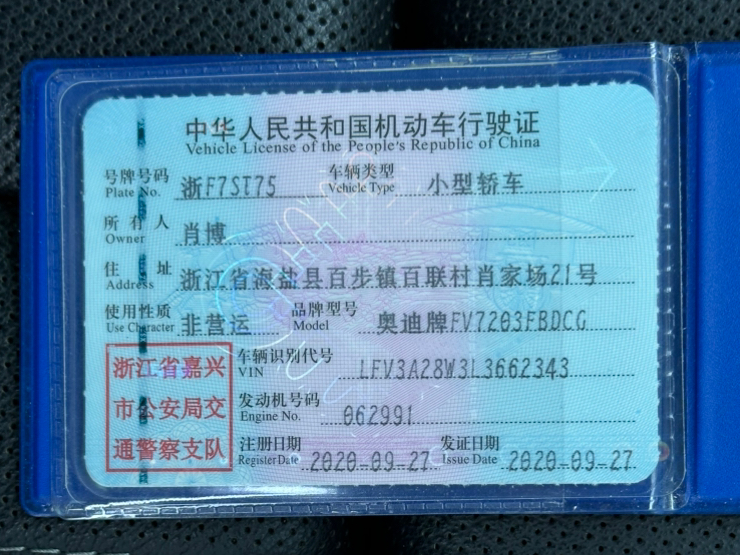 中华人民共和国机动车行驶证
Vehicle License of the People's Republic of China
号牌号码 浙F7ST75 车辆类型 小型轿车
Plate No. Vehicle Type
所有人 肖博
Owner
住址 浙江省海盐县百步镇百联村肖家场21号
Address
使用性质 非营运 品牌型号 奥迪牌FV7203FBDCG
Use Character Model
浙江省嘉兴
市公安局交
通警察支队
车辆识别代号 LFV3A28W3L3662343
VIN
发动机号码 062991
Engine No.
注册日期 2020-09-27 发证日期 2020-09-27
Register Date Issue Date